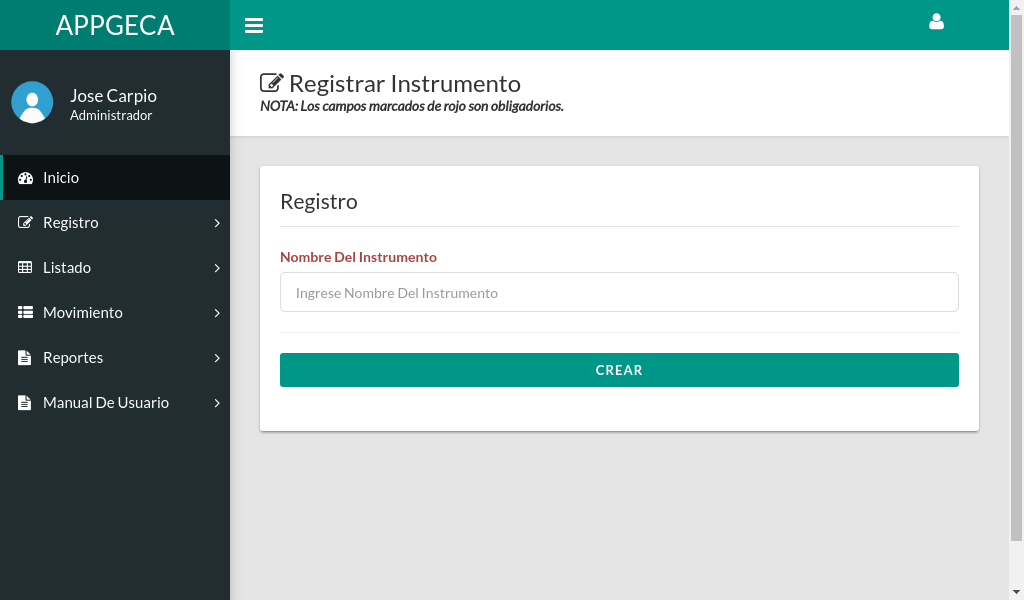 APPGECA
Jose Carpio
Administrador
Inicio
Registro
Listado
Movimiento
Reportes
Manual De Usuario
Registrar Instrumento
NOTA: Los campos marcados de rojo son obligadorios.
Registro
Nombre Del Instrumento
Ingrese Nombre Del Instrumento
CREAR